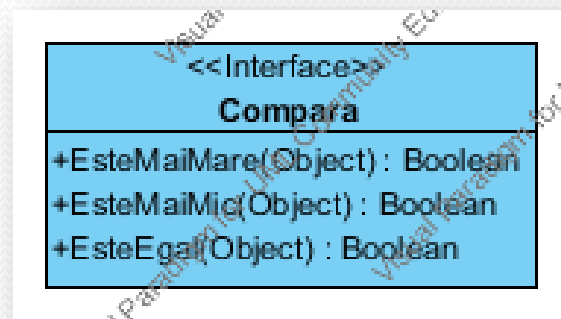 <<Interface>>
Compara
+EsteMaiMare(Object) : Boolean
+EsteMaiMic(Object) : Boolean
+EsteEgal(Object) : Boolean